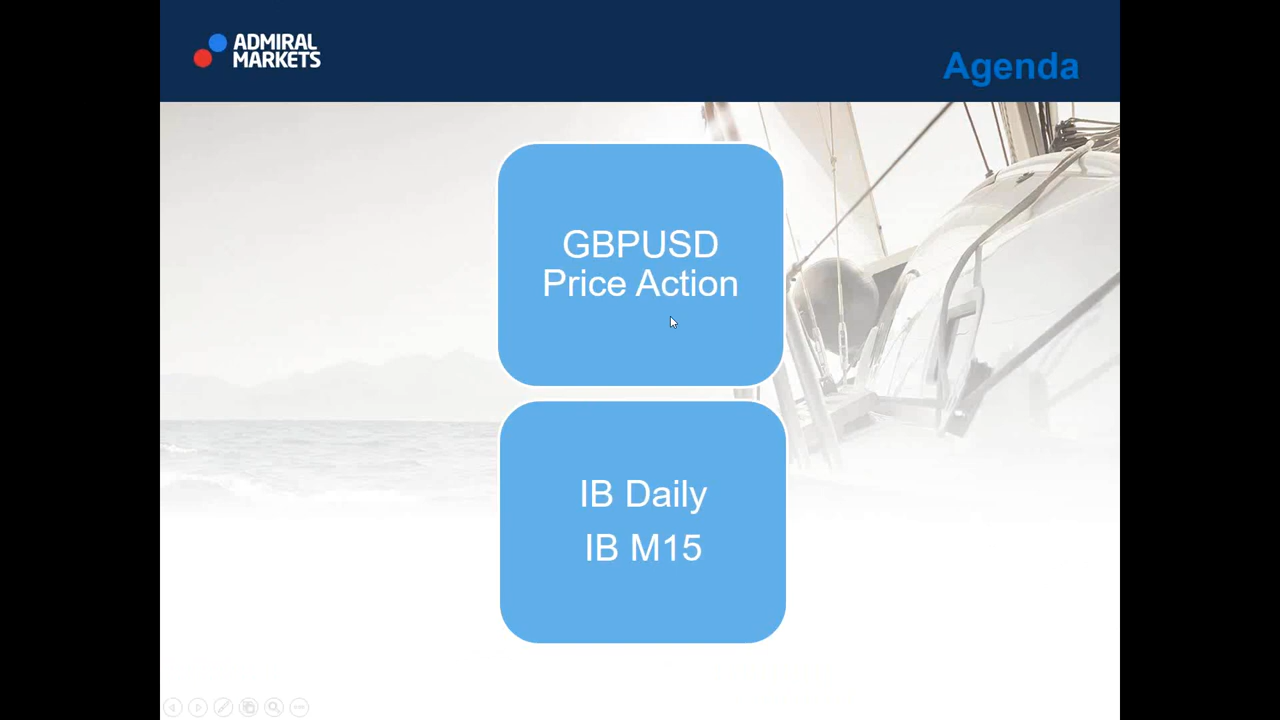 ADMIRAL
MARKETS
Agenda
GBPUSD
Price Action
IB Daily
IB M15